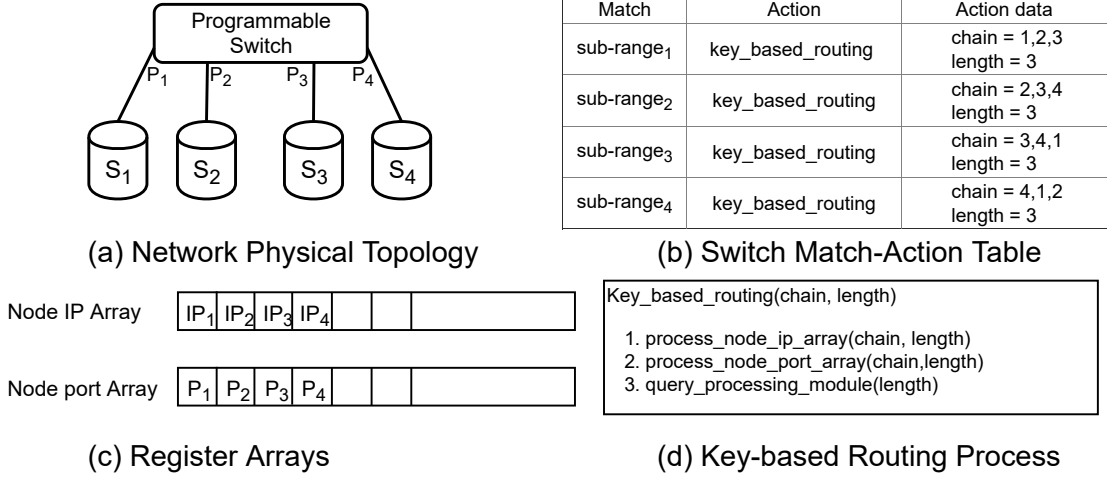 Programmable
Switch
P1 P2 P3 P4
S1 S2 S3 S4
(a) Network Physical Topology
Match Action Action data
sub-range1 key_based_routing chain = 1,2,3
length = 3
sub-range2 key_based_routing chain = 2,3,4
length = 3
sub-range3 key_based_routing chain = 3,4,1
length = 3
sub-range4 key_based_routing chain = 4,1,2
length = 3
(b) Switch Match-Action Table
Node IP Array IP1 IP2 IP3 IP4
Node port Array P1 P2 P3 P4
(c) Register Arrays
Key_based_routing(chain, length)
1. process_node_ip_array(chain, length)
2. process_node_port_array(chain,length)
3. query_processing_module(length)
(d) Key-based Routing Process